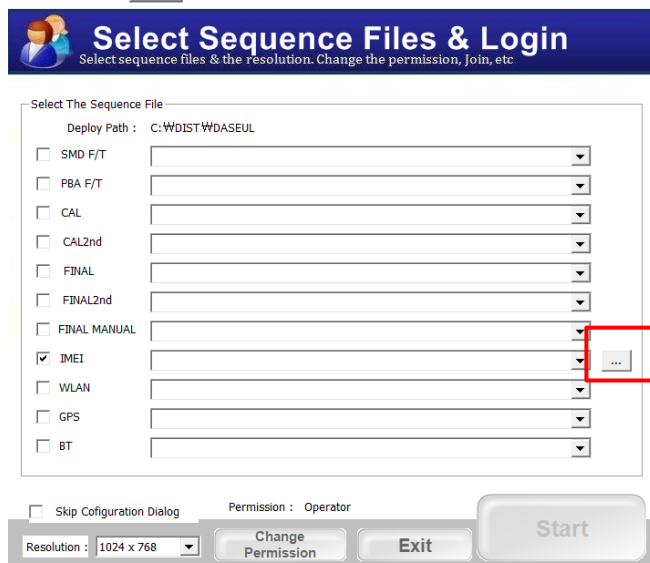 Select Sequence Files & Login
Select sequence files & the resolution. Change the permission, Join, etc
Select The Sequence File
Deploy Path : C:₩DIST₩DASEUL
SMD F/T
PBA F/T
CAL
CAL2nd
FINAL
FINAL2nd
FINAL MANUAL
IMEI ...
WLAN
GPS
BT
Skip Cofiguration Dialog Permission : Operator
Resolution : 1024 x 768 Change Permission Exit Start